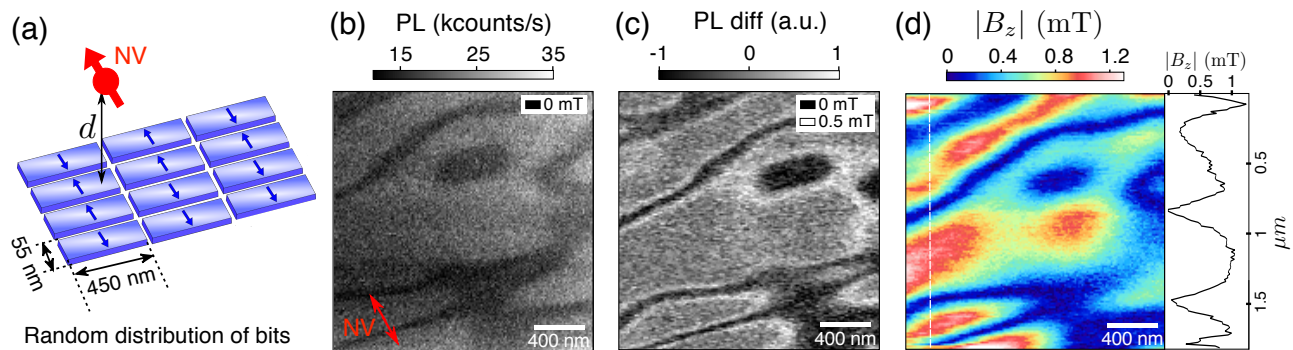 (a)
NV
d
55 nm
450 nm
Random distribution of bits
(b)
PL (kcounts/s)
15 25 35
0 mT
NV
400 nm
(c)
PL diff (a.u.)
-1 0 1
0 mT
0.5 mT
400 nm
(d)
|B_z| (mT)
0 0.4 0.8 1.2
400 nm
|B_z| (mT)
0 0.5 1
0.5
1
1.5
μm